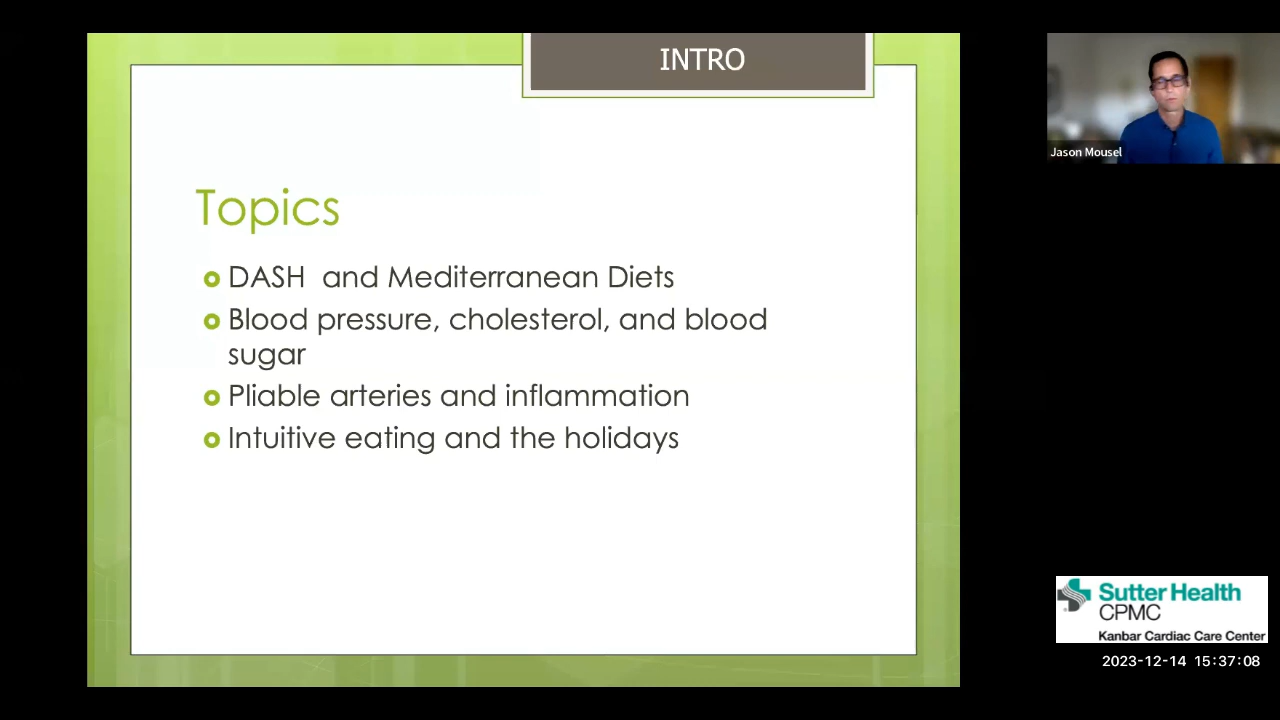 INTRO
Topics
DASH  and Mediterranean Diets
Blood pressure, cholesterol, and blood
sugar
Pliable arteries and inflammation
Intuitive eating and the holidays
Jason Mousel
Sutter Health
CPMC
Kanbar Cardiac Care Center
2023-12-14 15:37:08